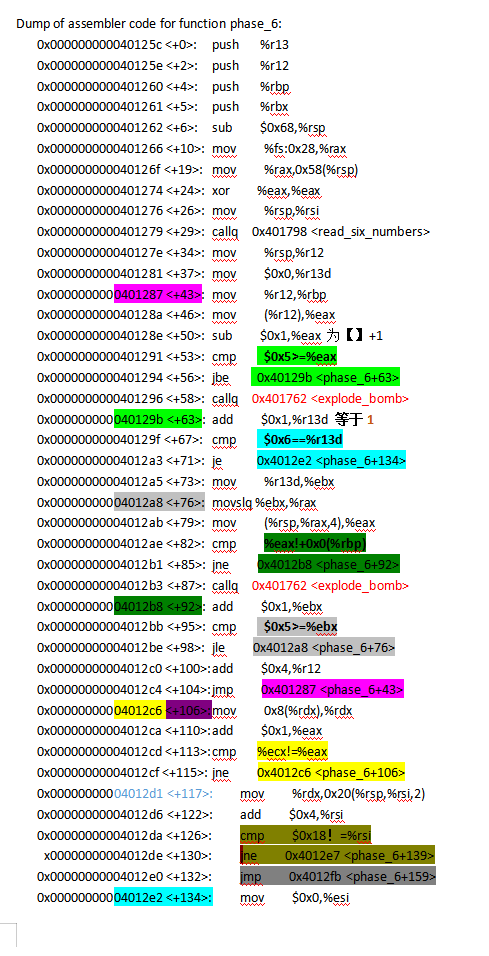 Dump of assembler code for function phase_6:
0x000000000040125c <+0>: push %r13
0x000000000040125e <+2>: push %r12
0x0000000000401260 <+4>: push %rbp
0x0000000000401261 <+5>: push %rbx
0x0000000000401262 <+6>: sub $0x68,%rsp
0x0000000000401266 <+10>: mov %fs:0x28,%rax
0x000000000040126f <+19>: mov %rax,0x58(%rsp)
0x0000000000401274 <+24>: xor %eax,%eax
0x0000000000401276 <+26>: mov %rsp,%rsi
0x0000000000401279 <+29>: callq 0x401798 <read_six_numbers>
0x000000000040127e <+34>: mov %rsp,%r12
0x0000000000401281 <+37>: mov $0x0,%r13d
0x0000000000401287 <+43>: mov %r12,%rbp
0x000000000040128a <+46>: mov (%r12),%eax
0x000000000040128e <+50>: sub $0x1,%eax 为【】+1
0x0000000000401291 <+53>: cmp $0x5>=%eax
0x0000000000401294 <+56>: jbe 0x40129b <phase_6+63>
0x0000000000401296 <+58>: callq 0x401762 <explode_bomb>
0x000000000040129b <+63>: add $0x1,%r13d 等于 1
0x000000000040129f <+67>: cmp $0x6==%r13d
0x00000000004012a3 <+71>: je 0x4012e2 <phase_6+134>
0x00000000004012a5 <+73>: mov %r13d,%ebx
0x00000000004012a8 <+76>: movslq %ebx,%rax
0x00000000004012ab <+79>: mov (%rsp,%rax,4),%eax
0x00000000004012ae <+82>: cmp %eax!+0x0(%rbp)
0x00000000004012b1 <+85>: jne 0x4012b8 <phase_6+92>
0x00000000004012b3 <+87>: callq 0x401762 <explode_bomb>
0x00000000004012b8 <+92>: add $0x1,%ebx
0x00000000004012bb <+95>: cmp $0x5>=%ebx
0x00000000004012be <+98>: jle 0x4012a8 <phase_6+76>
0x00000000004012c0 <+100>:add $0x4,%r12
0x00000000004012c4 <+104>:jmp 0x401287 <phase_6+43>
0x00000000004012c6 <+106>:mov 0x8(%rdx),%rdx
0x00000000004012ca <+110>:add $0x1,%eax
0x00000000004012cd <+113>:cmp %ecx!=%eax
0x00000000004012cf <+115>: jne 0x4012c6 <phase_6+106>
0x00000000004012d1 <+117>: mov %rdx,0x20(%rsp,%rsi,2)
0x00000000004012d6 <+122>: add $0x4,%rsi
0x00000000004012da <+126>: cmp $0x18！=%rsi
x00000000004012de <+130>: jne 0x4012e7 <phase_6+139>
0x00000000004012e0 <+132>: jmp 0x4012fb <phase_6+159>
0x00000000004012e2 <+134>: mov $0x0,%esi